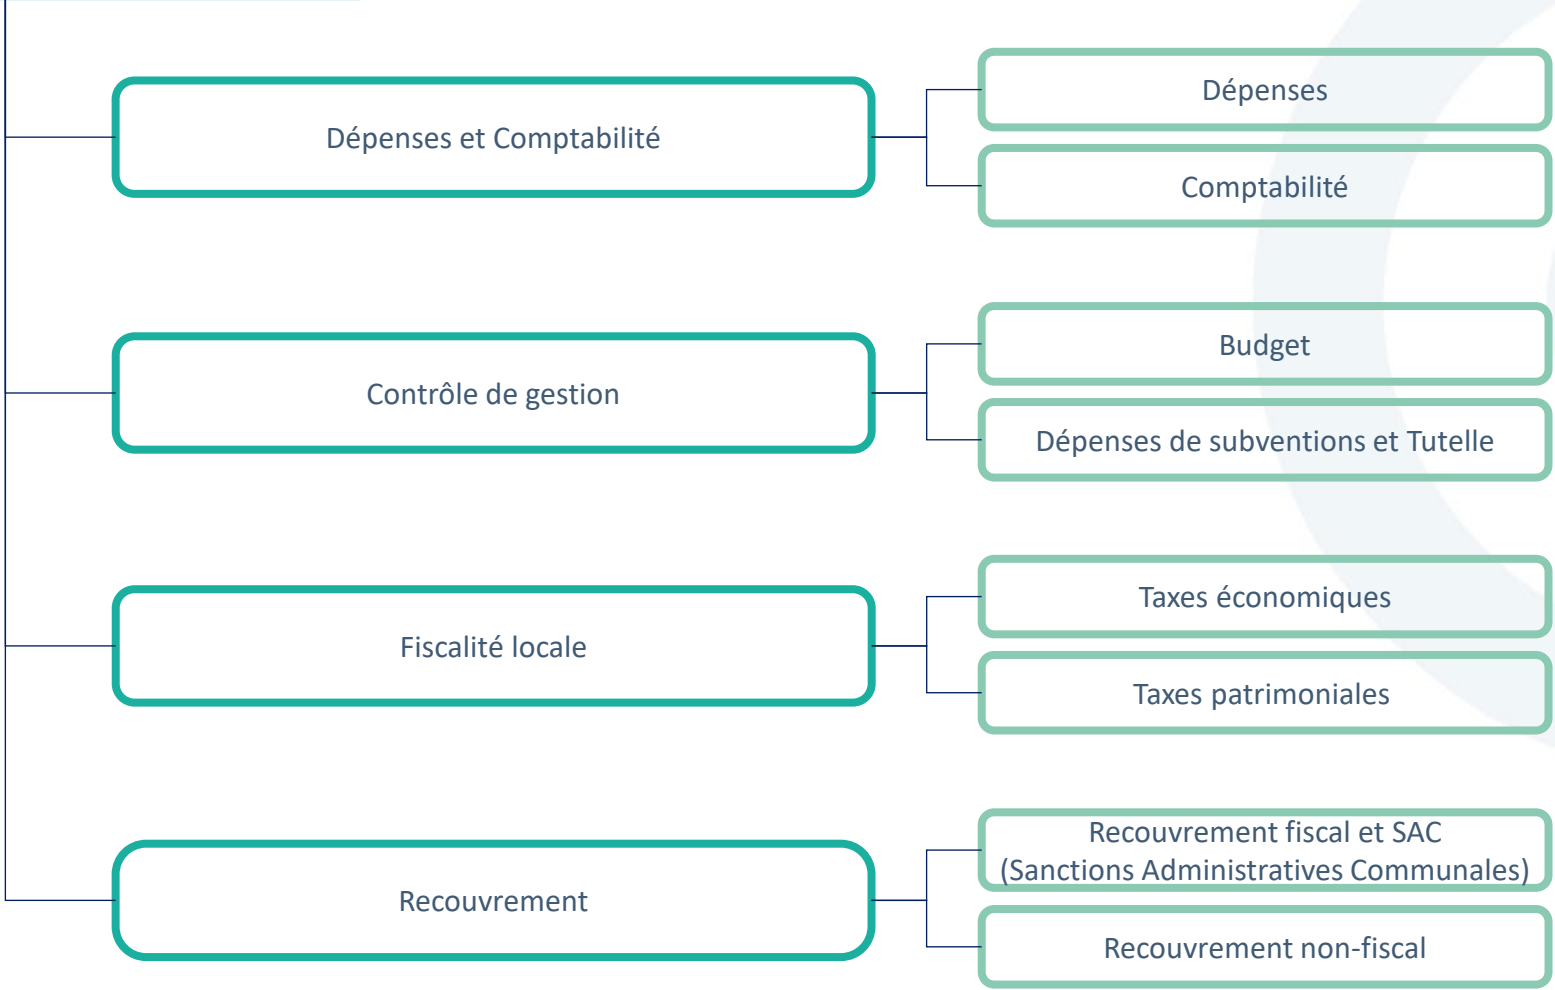 Dépenses et Comptabilité
Dépenses
Comptabilité
Contrôle de gestion
Budget
Dépenses de subventions et Tutelle
Fiscalité locale
Taxes économiques
Taxes patrimoniales
Recouvrement
Recouvrement fiscal et SAC
(Sanctions Administratives Communales)
Recouvrement non-fiscal